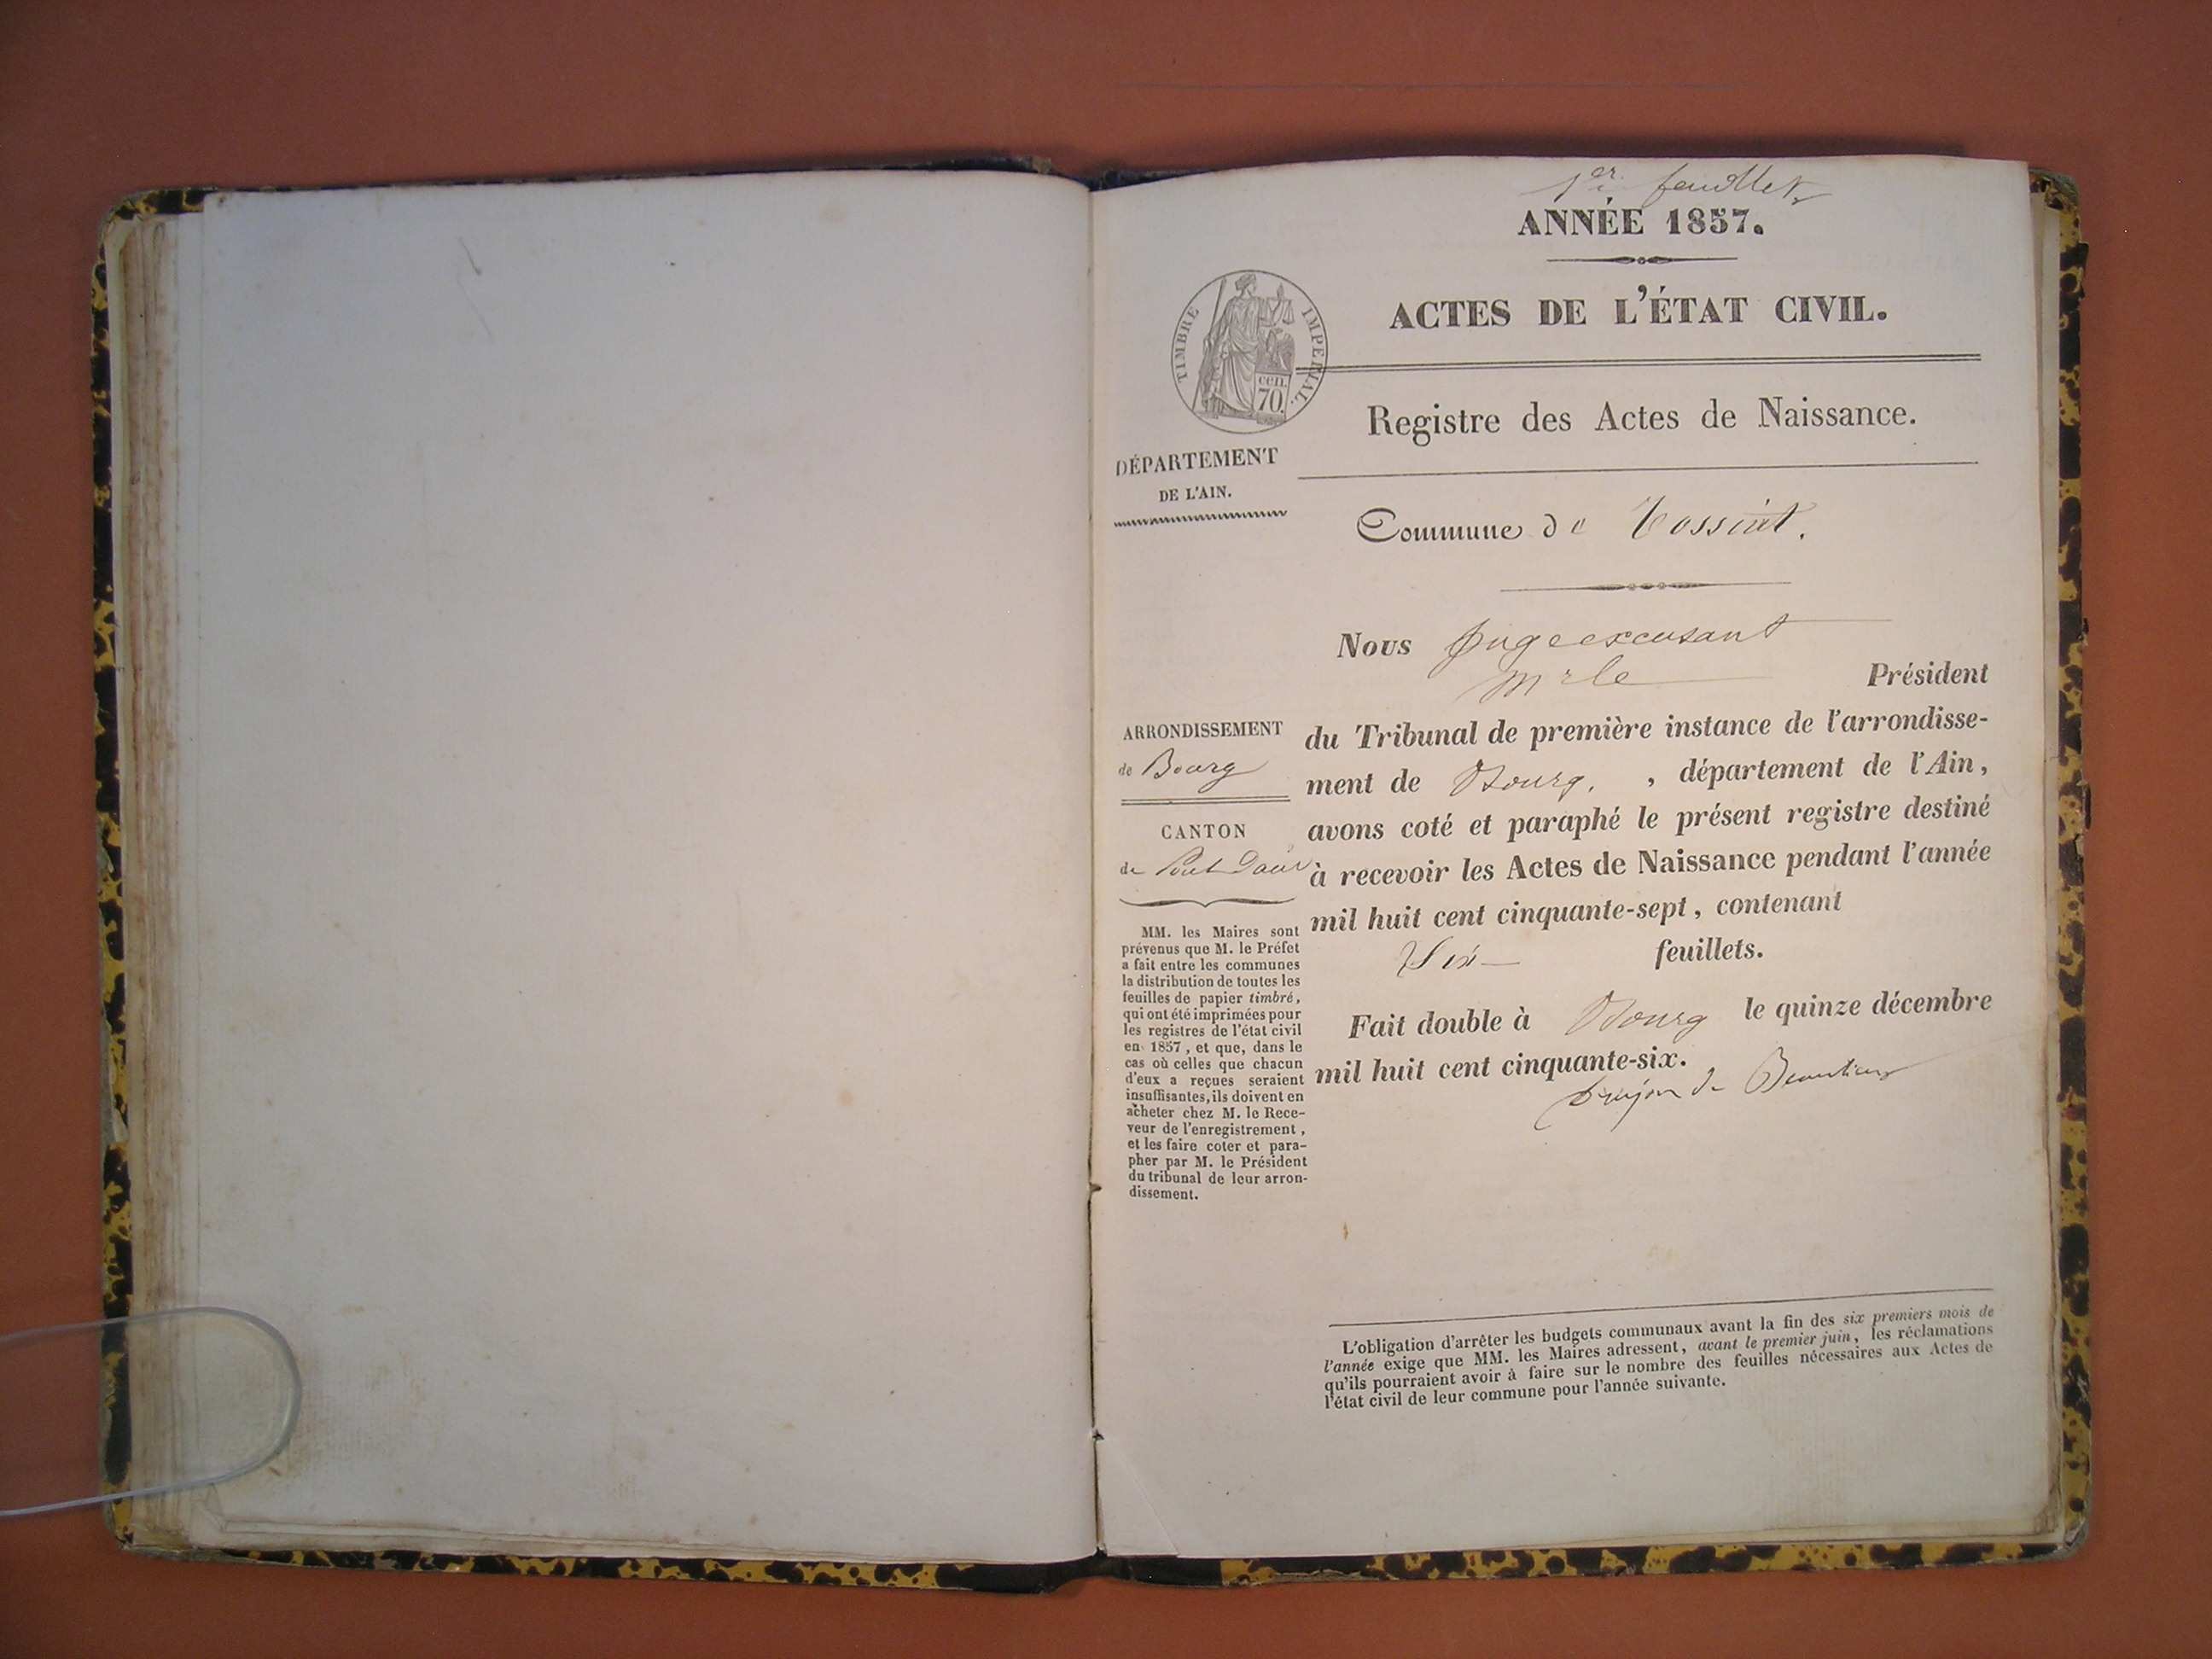 1er feuillet
ANNÉE 1857.
ACTES DE L'ÉTAT CIVIL.
TIMBRE IMPERIAL.
cen.
70.
Registre des Actes de Naissance.
DÉPARTEMENT
DE L'AIN.
Commune de Tossiat.
Nous Juge excusant
Mr le Président
du Tribunal de première instance de l'arrondisse-
ment de Bourg. , département de l'Ain,
avons coté et paraphé le présent registre destiné
à recevoir les Actes de Naissance pendant l'année
mil huit cent cinquante-sept, contenant
Six feuillets.
Fait double à Bourg le quinze décembre
mil huit cent cinquante-six.
de
ARRONDISSEMENT
de Bourg
CANTON
de Pont Dain
MM. les Maires sont
prévenus que M. le Préfet
a fait entre les communes
la distribution de toutes les
feuilles de papier timbré,
qui ont été imprimées pour
les registres de l'état civil
en 1857, et que, dans le
cas où celles que chacun
d'eux a reçues seraient
insuffisantes, ils doivent en
acheter chez M. le Rece-
veur de l'enregistrement,
et les faire coter et para-
pher par M. le Président
du tribunal de leur arron-
dissement.
L'obligation d'arrêter les budgets communaux avant la fin des six premiers mois de
l'année exige que MM. les Maires adressent, avant le premier juin, les réclamations
qu'ils pourraient avoir à faire sur le nombre des feuilles nécessaires aux Actes de
l'état civil de leur commune pour l'année suivante.